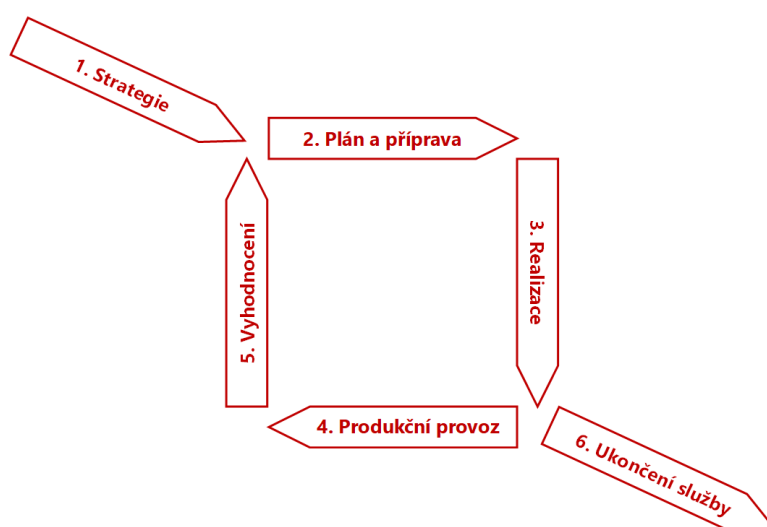 1. Strategie
2. Plán a příprava
3. Realizace
4. Produkční provoz
5. Vyhodnocení
6. Ukončení služby